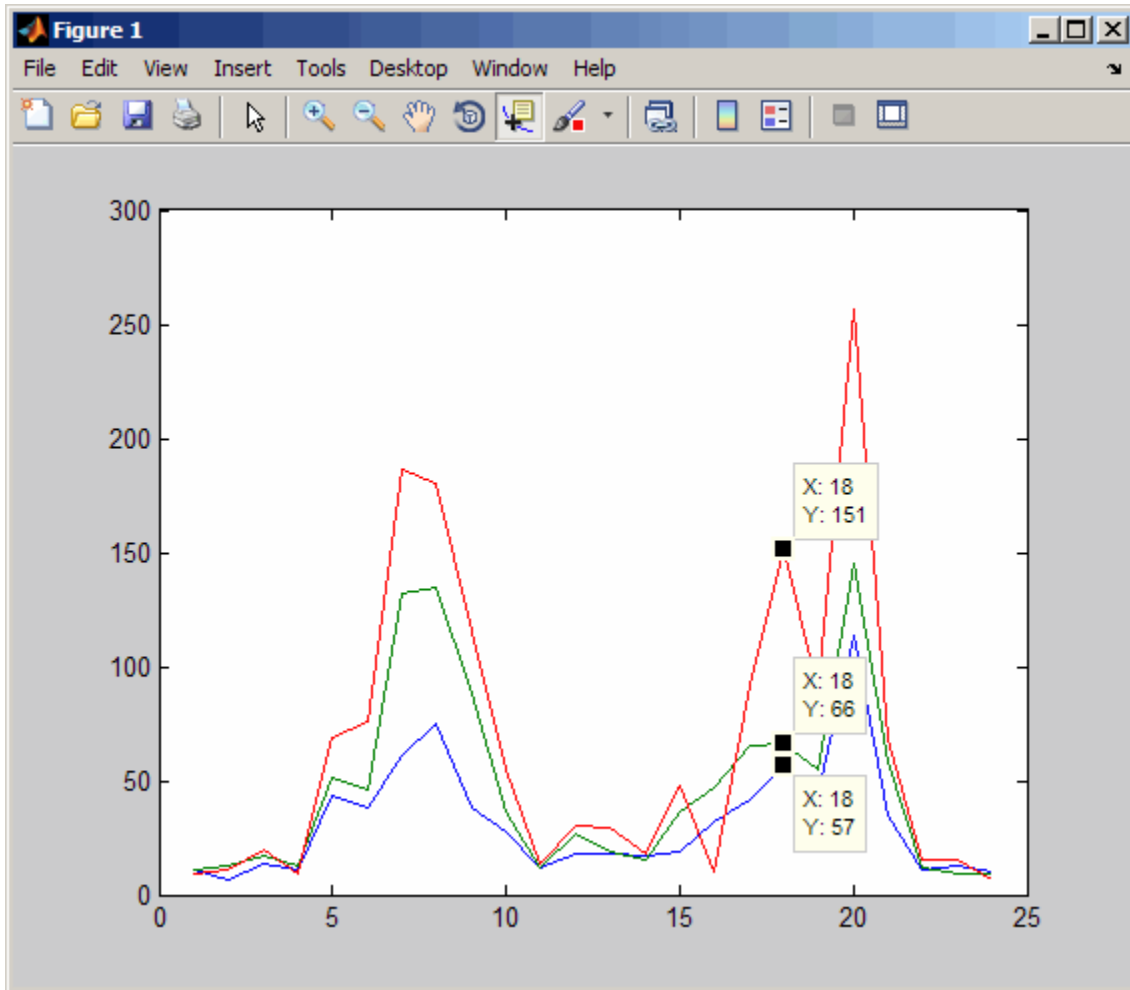 Figure 1
File Edit View Insert Tools Desktop Window Help
300
250
200
150
100
50
0
X: 18
Y: 151
X: 18
Y: 66
X: 18
Y: 57
0 5 10 15 20 25